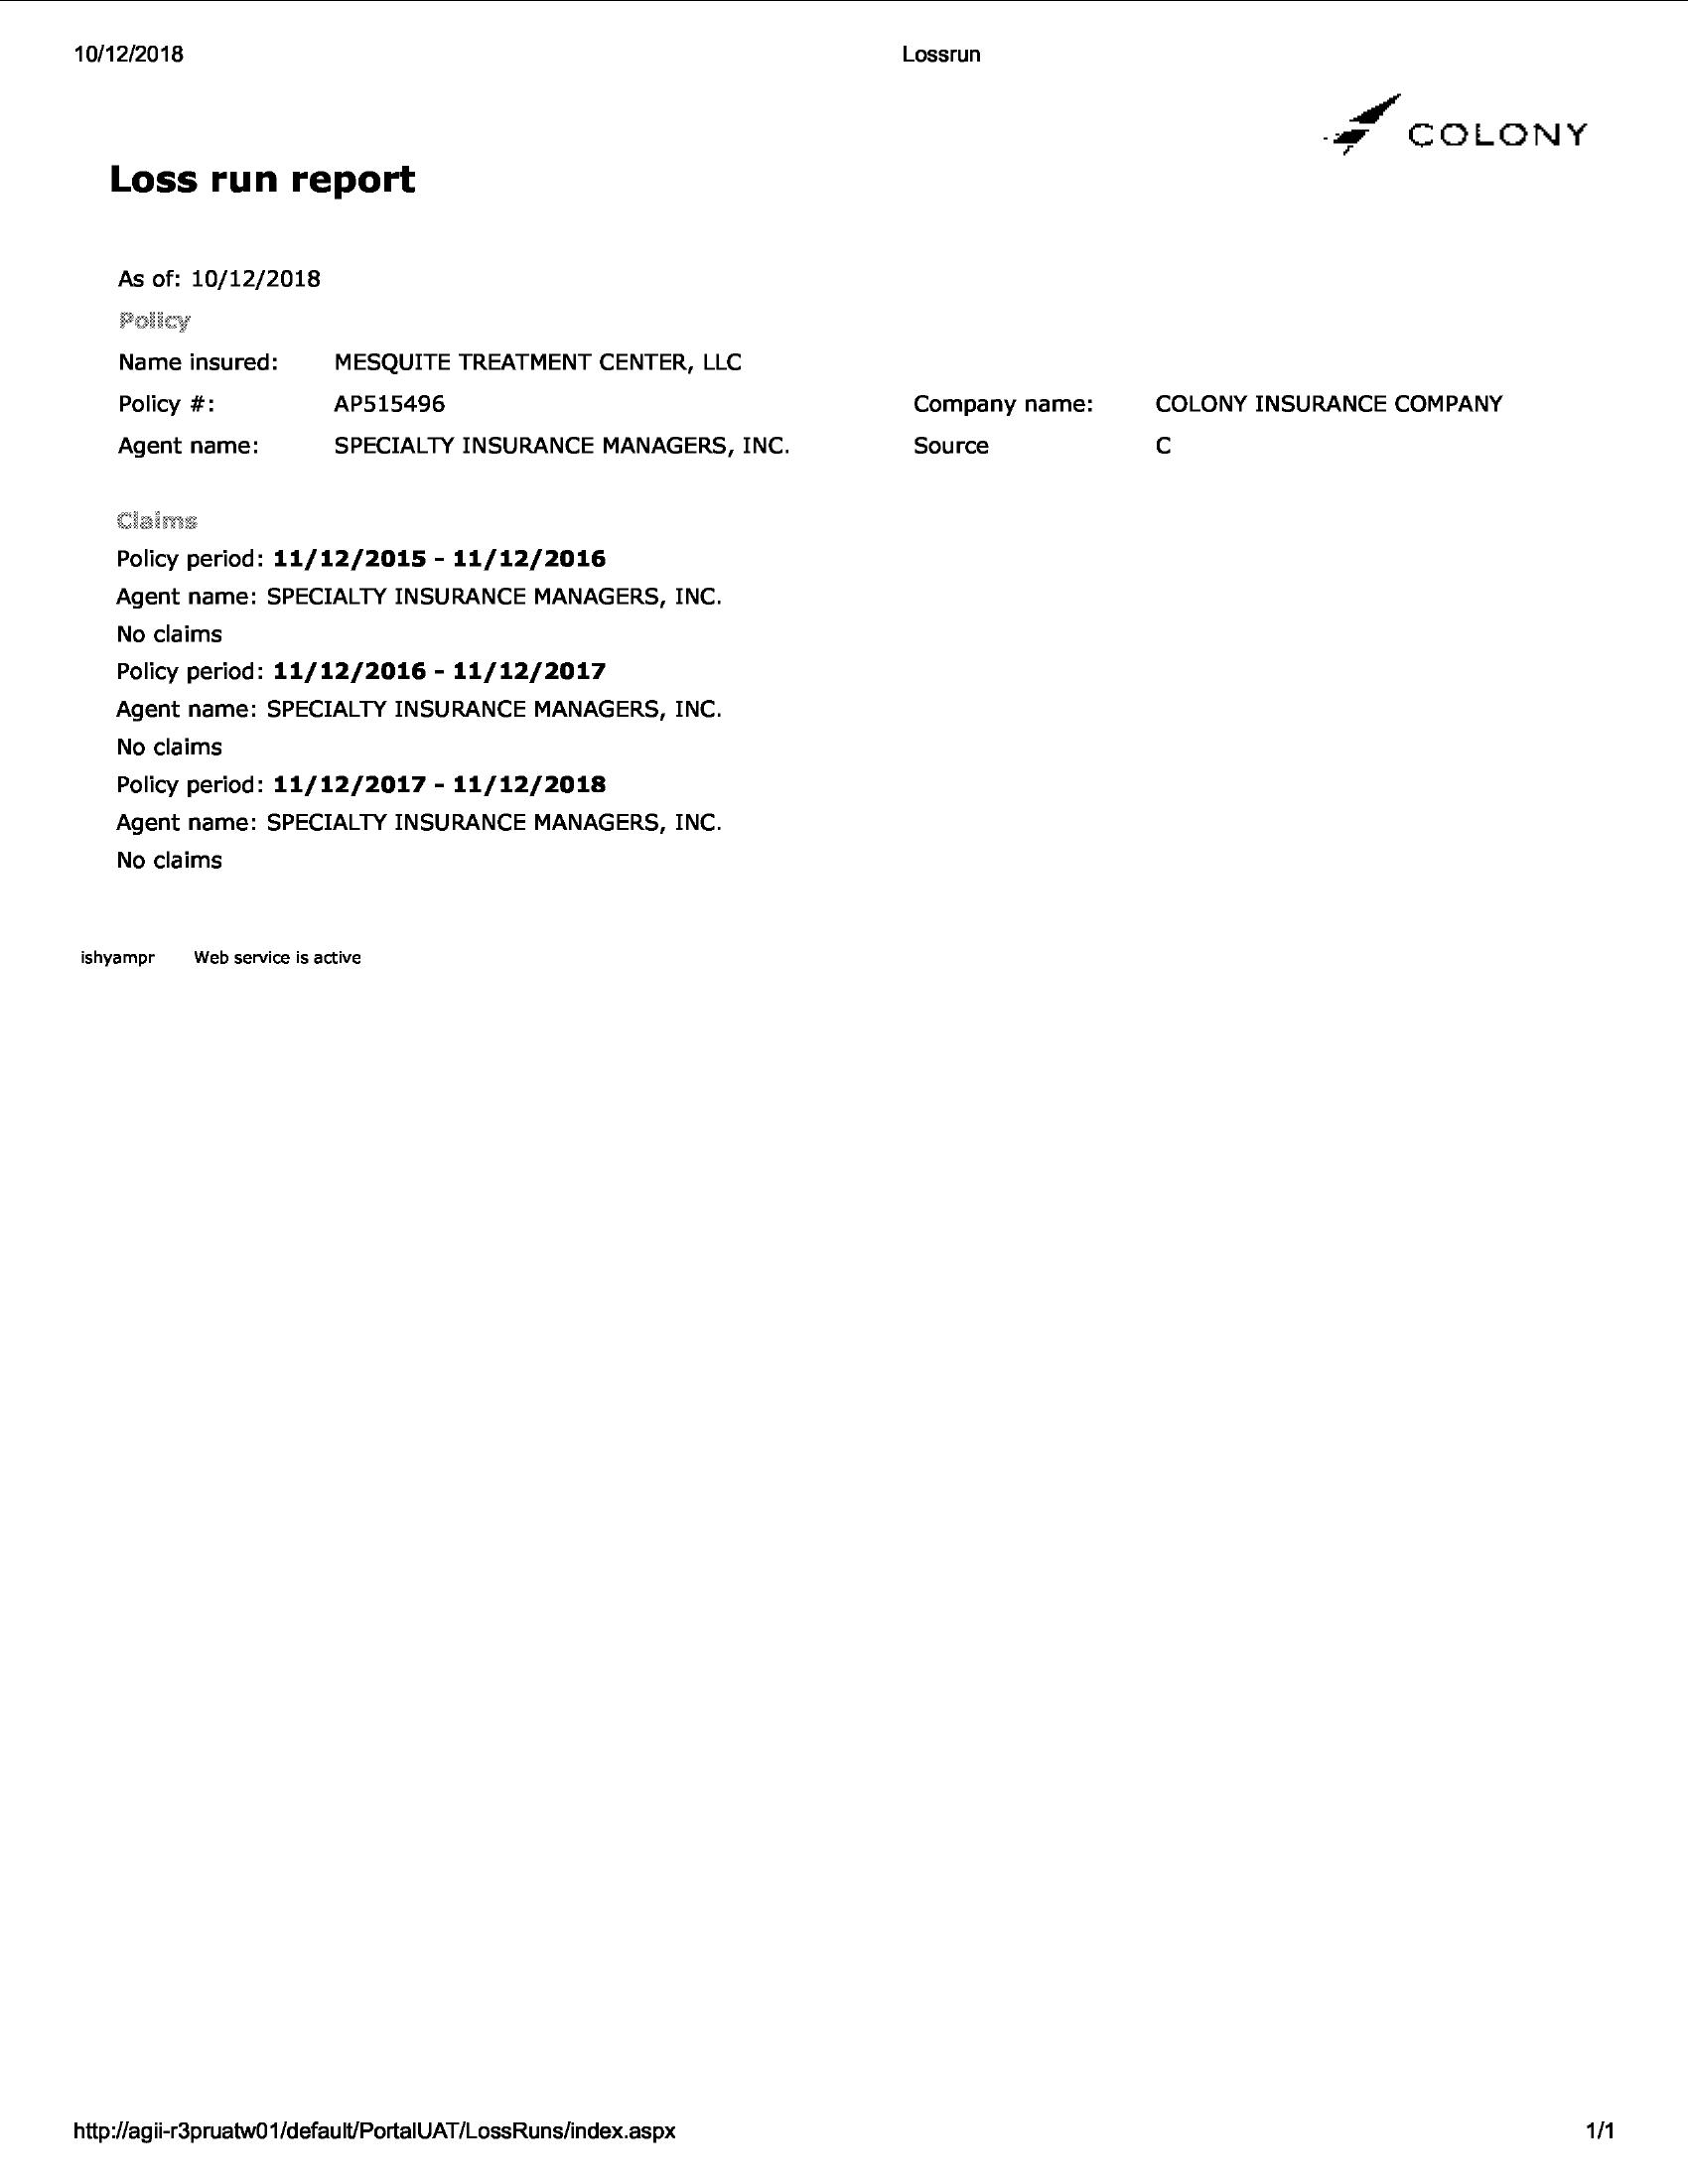 10/12/2018 Lossrun
COLONY
Loss run report
As of: 10/12/2018
Policy
Name insured: MESQUITE TREATMENT CENTER, LLC
Policy #: AP515496 Company name: COLONY INSURANCE COMPANY
Agent name: SPECIALTY INSURANCE MANAGERS, INC. Source C
Claims
Policy period: 11/12/2015 - 11/12/2016
Agent name: SPECIALTY INSURANCE MANAGERS, INC.
No claims
Policy period: 11/12/2016 - 11/12/2017
Agent name: SPECIALTY INSURANCE MANAGERS, INC.
No claims
Policy period: 11/12/2017 - 11/12/2018
Agent name: SPECIALTY INSURANCE MANAGERS, INC.
No claims
ishyampr Web service is active
http://agii-r3pruatw01/default/PortalUAT/LossRuns/index.aspx 1/1